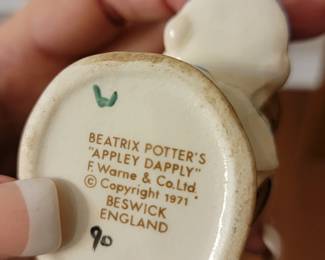 BEATRIX POTTER'S
"APPLEY DAPPLY"
F. Warne & Co.Ltd.
© Copyright 1971
BESWICK
ENGLAND
90